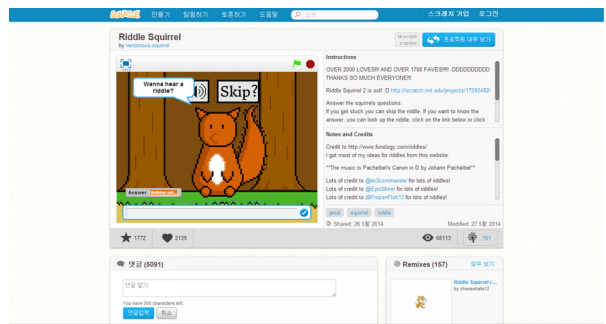 SCRATCH 만들기 탐험하기 토론하기 도움말 검색 스크래치 가입 로그인
Riddle Squirrel
by venomous-squirrel
16 scripts
5 sprites
프로젝트 내부 보기
Wanna hear a
riddle?
Skip?
Answer
Instructions
OVER 2000 LOVES!!! AND OVER 1700 FAVES!!!!! :DDDDDDDDDD
THANKS SO MUCH EVERYONE!!!
Riddle Squirrel 2 is out! :D http://scratch.mit.edu/projects/17292482/
Answer the squirrels question.
If you get stuck you can skip the riddle. If you want to know the
answer, you can look up the riddle, click on the link below or click
Notes and Credits
Credit to http://www.funology.com/riddles/
I got most of my ideas for riddles from this website.
"The music is Pachelbel's Canon in D by Johann Pachelbel"
Lots of credit to @ev3commander for lots of riddles!
Lots of credit to @EpicMiner for lots of riddles!
Lots of credit to @FrozenFish13 for lots of riddles!
pixel squirrel riddle
Shared: 26 5월 2014 Modified: 27 5월 2014
1772 2139 68113 161
댓글 (5091)
댓글 달기
You have 500 characters left.
댓글입력 취소
Remixes (157) 모두 보기
Riddle Squirrel r...
by cheeseballs12